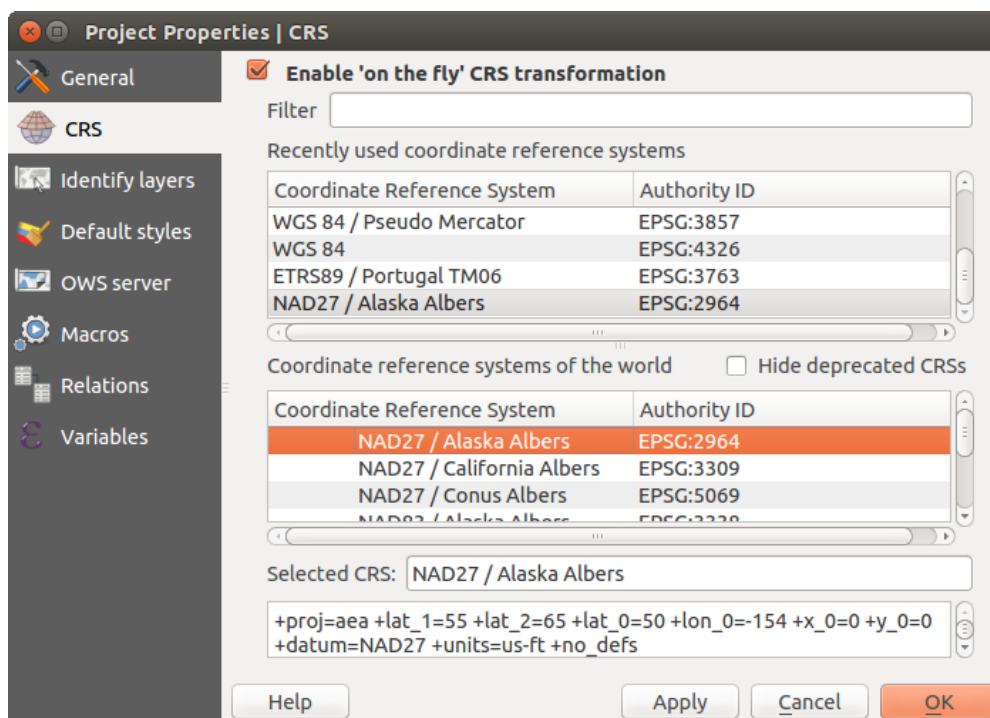 Project Properties | CRS
General
CRS
Identify layers
Default styles
OWS server
Macros
Relations
Variables
Enable 'on the fly' CRS transformation
Filter
Recently used coordinate reference systems
Coordinate Reference System Authority ID
WGS 84 / Pseudo Mercator EPSG:3857
WGS 84 EPSG:4326
ETRS89 / Portugal TM06 EPSG:3763
NAD27 / Alaska Albers EPSG:2964
Coordinate reference systems of the world Hide deprecated CRSs
Coordinate Reference System Authority ID
NAD27 / Alaska Albers EPSG:2964
NAD27 / California Albers EPSG:3309
NAD27 / Conus Albers EPSG:5069
NAD83 / Alaska Albers EPSG:3338
Selected CRS: NAD27 / Alaska Albers
+proj=aea +lat_1=55 +lat_2=65 +lat_0=50 +lon_0=-154 +x_0=0 +y_0=0
+datum=NAD27 +units=us-ft +no_defs
Help Apply Cancel OK